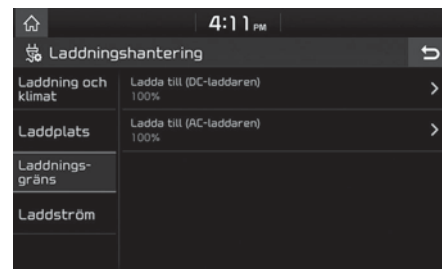 4:11 PM
Laddningshantering
Laddning och
klimat
Ladda till (DC-laddaren)
100%
Laddplats
Ladda till (AC-laddaren)
100%
Laddnings-
gräns
Laddström